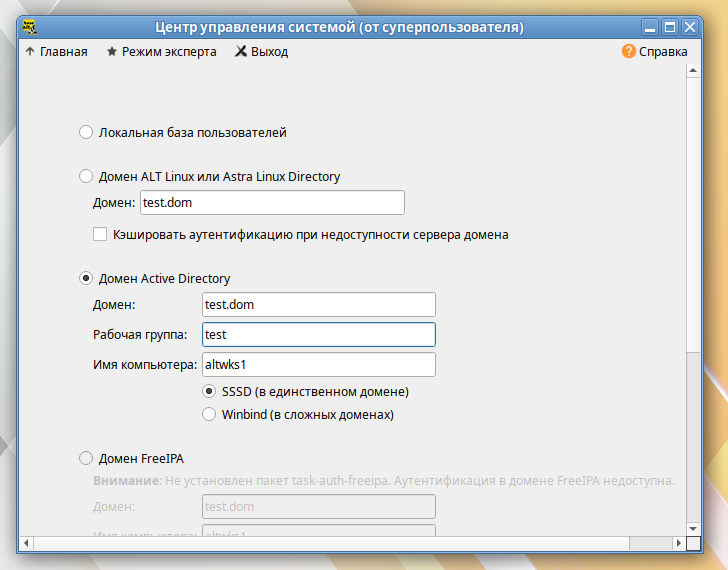 Центр управления системой (от суперпользователя)
Главная Режим эксперта Выход Справка
Локальная база пользователей
Домен ALT Linux или Astra Linux Directory
Домен: test.dom
Кэшировать аутентификацию при недоступности сервера домена
Домен Active Directory
Домен: test.dom
Рабочая группа: test
Имя компьютера: altwks1
SSSD (в единственном домене)
Winbind (в сложных доменах)
Домен FreeIPA
Внимание: Не установлен пакет task-auth-freeipa. Аутентификация в домене FreeIPA недоступна.
Домен: test.dom
Имя компьютера: altwks1